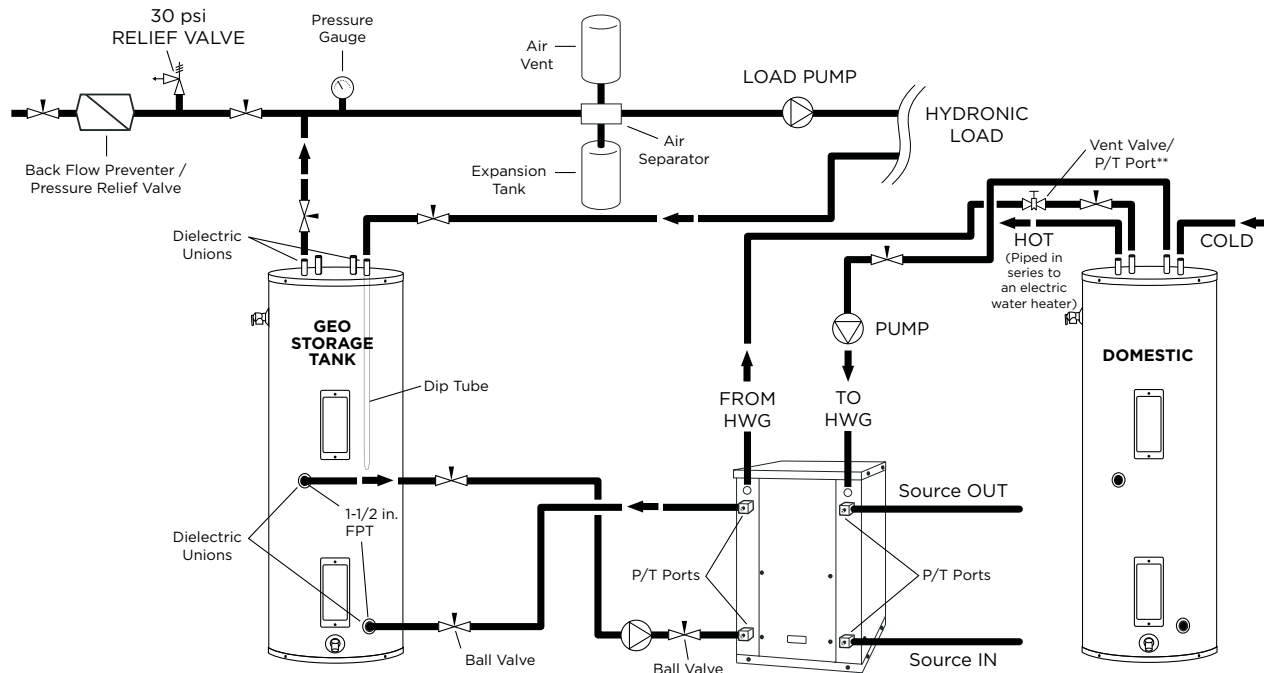 30 psi
RELIEF VALVE
Pressure
Gauge
Air
Vent
LOAD PUMP
HYDRONIC
LOAD
Vent Valve/
P/T Port**
Back Flow Preventer /
Pressure Relief Valve
Air
Separator
Expansion
Tank
Dielectric
Unions
HOT
(Piped in
series to
an electric
water heater)
COLD
GEO
STORAGE
TANK
PUMP
DOMESTIC
Dip Tube
FROM
HWG
TO
HWG
Source OUT
1-1/2 in.
FPT
Dielectric
Unions
P/T Ports
P/T Ports
Ball Valve
Ball Valve
Source IN